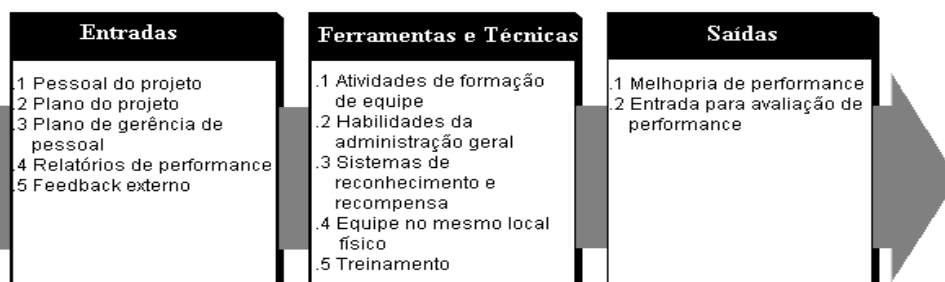 Entradas
.1 Pessoal do projeto
.2 Plano do projeto
.3 Plano de gerência de
pessoal
.4 Relatórios de performance
.5 Feedback externo
Ferramentas e Técnicas
.1 Atividades de formação
de equipe
.2 Habilidades da
administração geral
.3 Sistemas de
reconhecimento e
recompensa
.4 Equipe no mesmo local
físico
.5 Treinamento
Saídas
.1 Melhopria de performance
.2 Entrada para avaliação de
performance